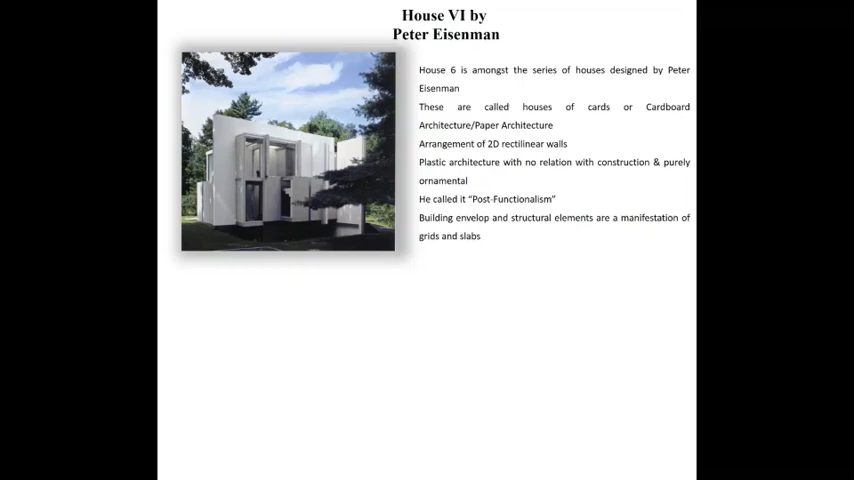 House VI by
Peter Eisenman
House 6 is amongst the series of houses designed by Peter
Eisenman
These are called houses of cards or Cardboard
Architecture/Paper Architecture
Arrangement of 2D rectilinear walls
Plastic architecture with no relation with construction & purely
ornamental
He called it “Post-Functionalism”
Building envelop and structural elements are a manifestation of
grids and slabs